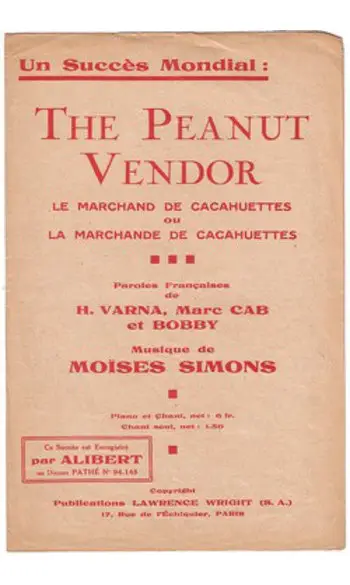 Un Succès Mondial :
THE PEANUT
VENDOR
LE MARCHAND DE CACAHUETTES
ou
LA MARCHANDE DE CACAHUETTES
Paroles Françaises
de
H. VARNA, Marc CAB
et BOBBY
Musique de
MOÏSES SIMONS
Piano et Chant, net : 6 fr.
Chant seul, net : 1.50
Ce Succès est Enregistré
par ALIBERT
sur Disques PATHÉ N° 94.145
Copyright
Publications LAWRENCE WRIGHT (S. A.)
17, Rue de l'Échiquier, PARIS